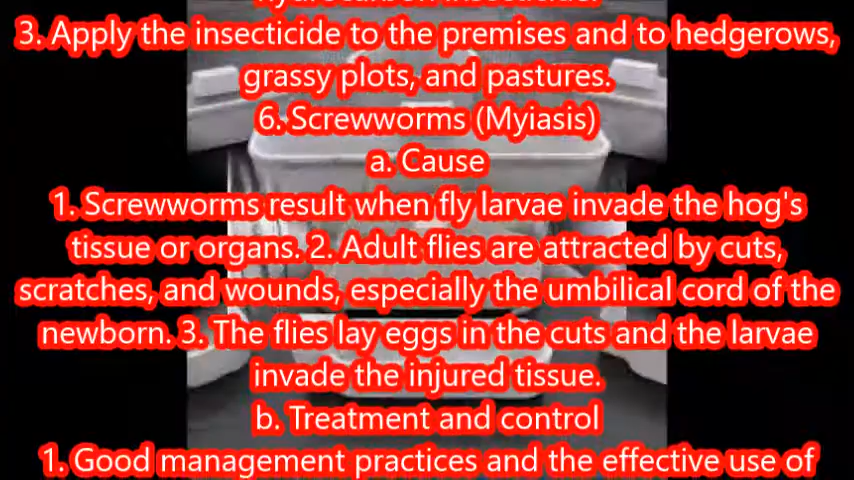 3. Apply the insecticide to the premises and to hedgerows,
grassy plots, and pastures.
6. Screwworms (Myiasis)
a. Cause
1. Screwworms result when fly larvae invade the hog's
tissue or organs. 2. Adult flies are attracted by cuts,
scratches, and wounds, especially the umbilical cord of the
newborn. 3. The flies lay eggs in the cuts and the larvae
invade the injured tissue.
b. Treatment and control
1. Good management practices and the effective use of